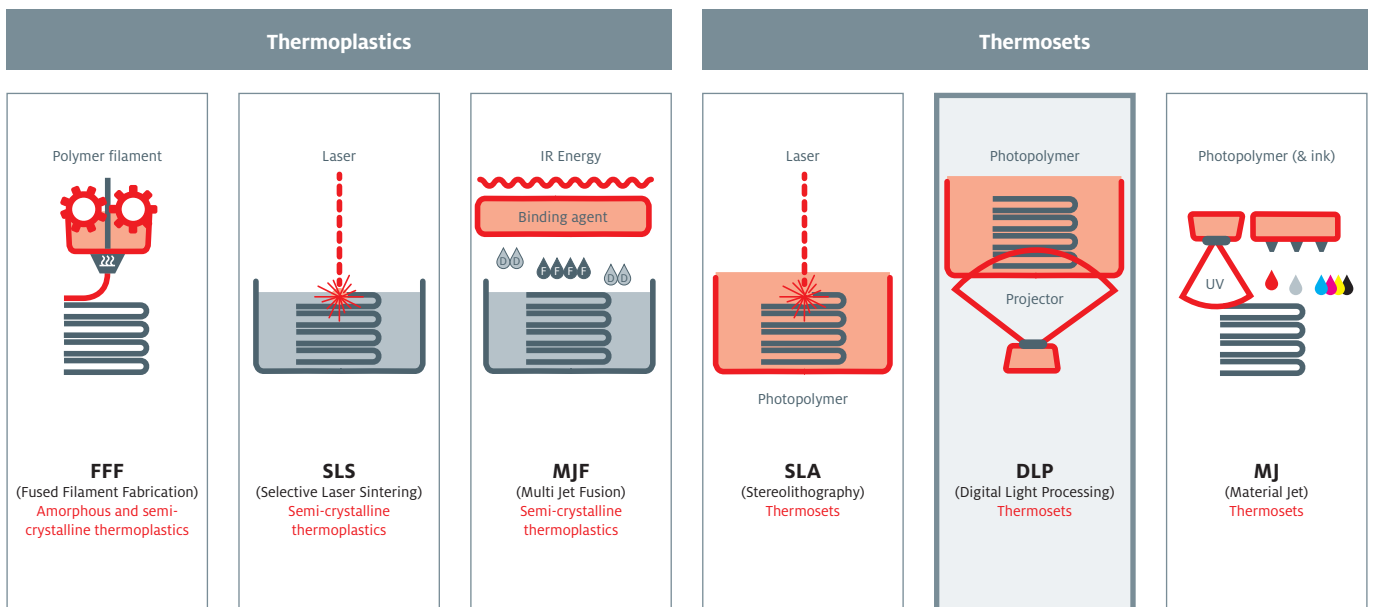 Thermoplastics
Thermosets
Polymer filament
FFF
(Fused Filament Fabrication)
Amorphous and semi-
crystalline thermoplastics
Laser
SLS
(Selective Laser Sintering)
Semi-crystalline
thermoplastics
IR Energy
Binding agent
D D
F F F F
D D
MJF
(Multi Jet Fusion)
Semi-crystalline
thermoplastics
Laser
Photopolymer
SLA
(Stereolithography)
Thermosets
Photopolymer
Projector
DLP
(Digital Light Processing)
Thermosets
Photopolymer (& ink)
UV
MJ
(Material Jet)
Thermosets